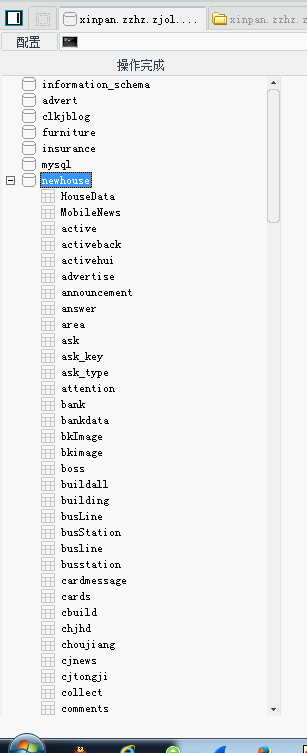 xinpan.zzhz.zjol....
xinpan.zzhz.z
配置
操作完成
information_schema
advert
clkjblog
furniture
insurance
mysql
newhouse
HouseData
MobileNews
active
activeback
activehui
advertise
announcement
answer
area
ask
ask_key
ask_type
attention
bank
bankdata
bkImage
bkimage
boss
buildall
building
busLine
busStation
busline
busstation
cardmessage
cards
cbuild
chjhd
choujiang
cjnews
cjtongji
collect
comments